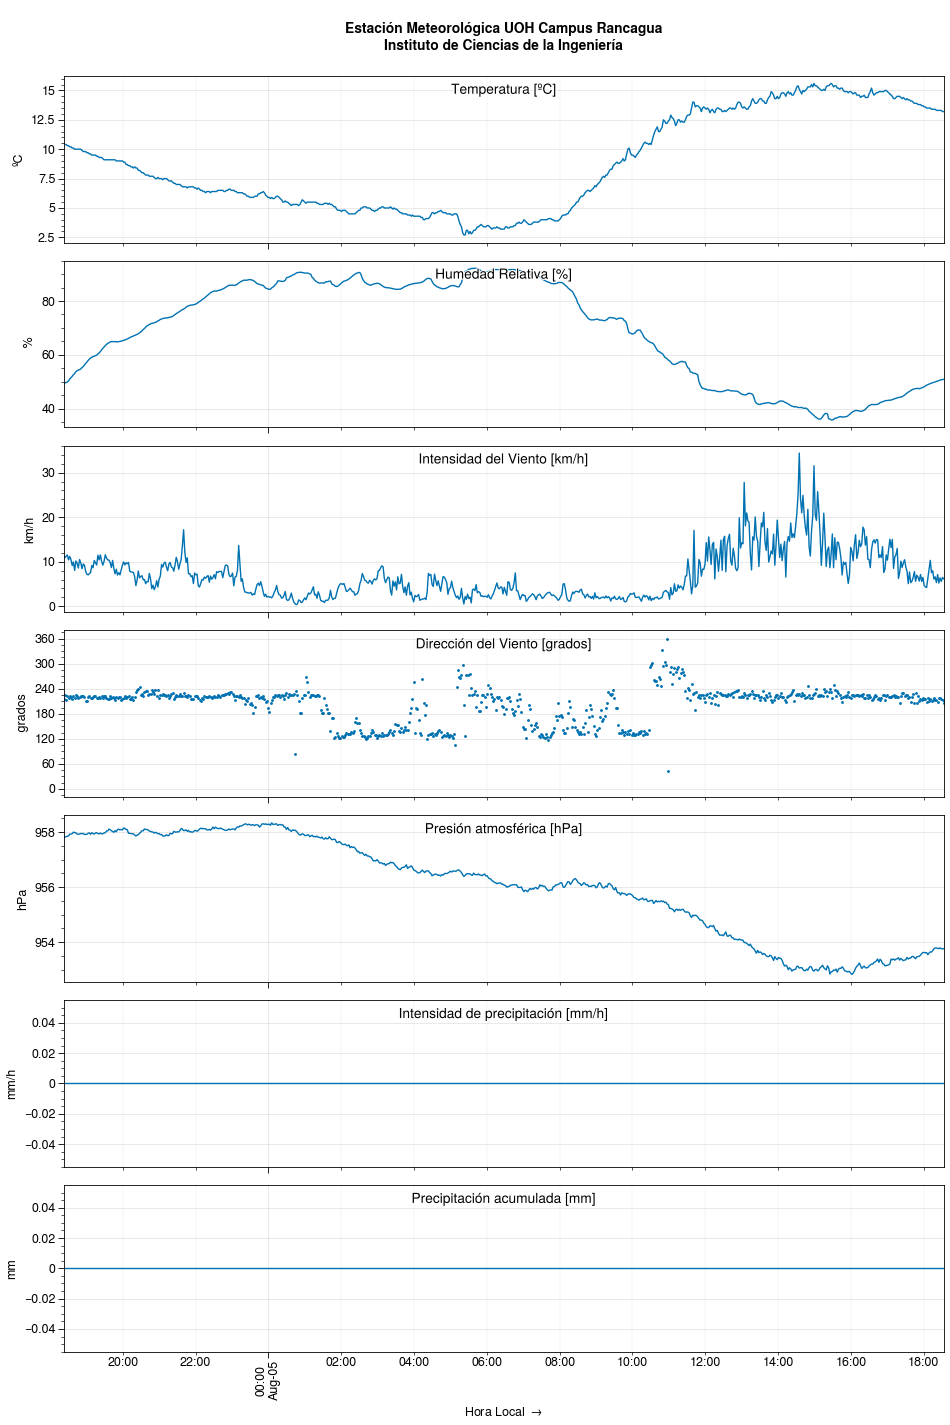 Estación Meteorológica UOH Campus Rancagua
Instituto de Ciencias de la Ingeniería
Temperatura [ºC]
15
12.5
10
7.5
5
2.5
ºC
Humedad Relativa [%]
80
60
40
%
Intensidad del Viento [km/h]
30
20
10
0
km/h
Dirección del Viento [grados]
360
300
240
180
120
60
0
grados
Presión atmosférica [hPa]
958
956
954
hPa
Intensidad de precipitación [mm/h]
0.04
0.02
0
−0.02
−0.04
mm/h
Precipitación acumulada [mm]
0.04
0.02
0
−0.02
−0.04
mm
20:00 22:00 00:00 02:00 04:00 06:00 08:00 10:00 12:00 14:00 16:00 18:00
Aug-05
Hora Local →